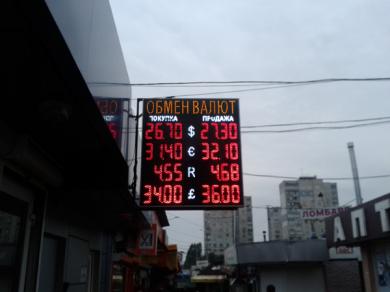 ОБМЕН ВАЛЮТ
ПОКУПКА ПРОДАЖА
26.70 $ 27.30
31.40 € 32.10
4.55 R 4.68
34.00 £ 36.00
ЛОМБАРД